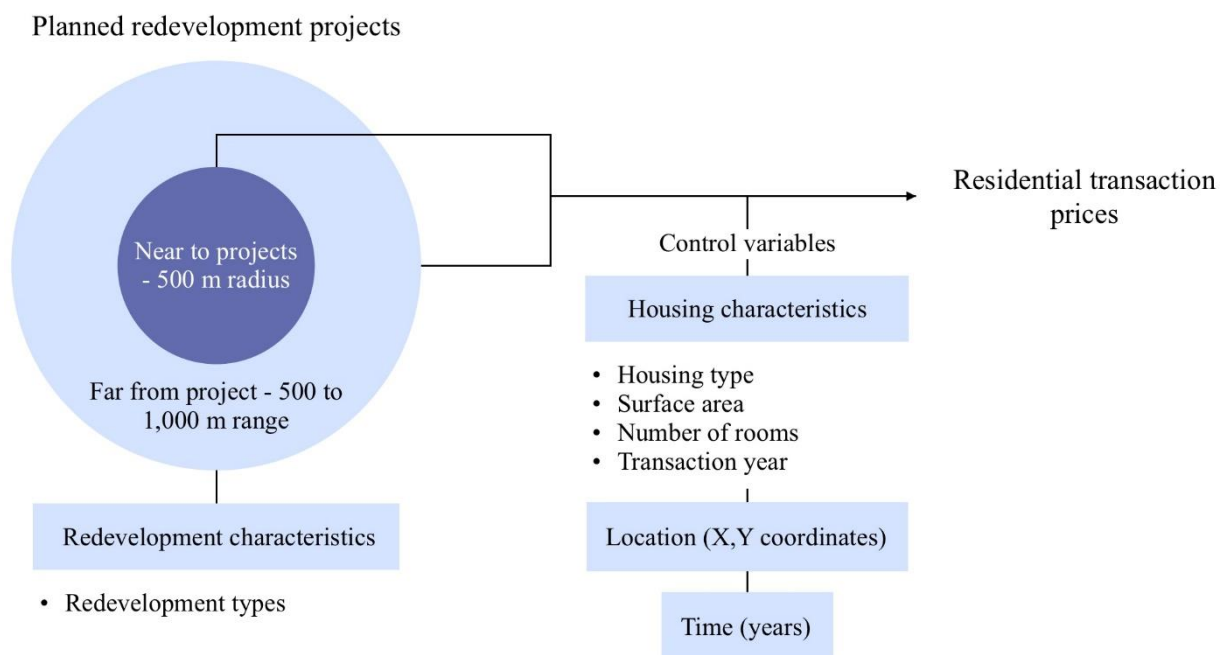 Planned redevelopment projects
Near to projects
- 500 m radius
Far from project - 500 to
1,000 m range
Redevelopment characteristics
• Redevelopment types
Residential transaction
prices
Control variables
Housing characteristics
• Housing type
• Surface area
• Number of rooms
• Transaction year
Location (X,Y coordinates)
Time (years)